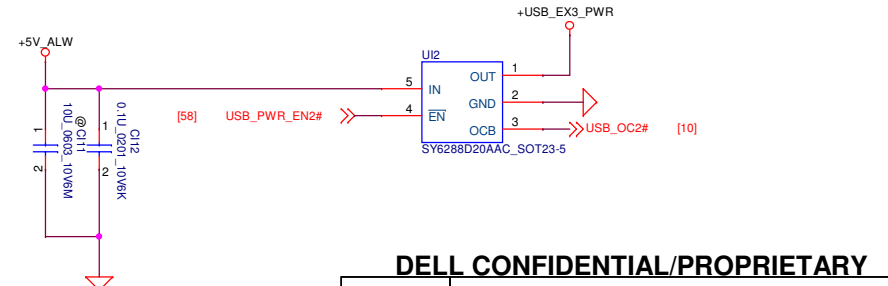 +USB_EX3_PWR
+5V_ALW
UI2
1
OUT
5
IN
2
GND
[58]
USB_PWR_EN2#
4
EN
3
OCB
USB_OC2#
[10]
SY6288D20AAC_SOT23-5
1
2
@CI11
10U_0603_10V6M
1
2
CI12
0.1U_0201_10V6K
DELL CONFIDENTIAL/PROPRIETARY